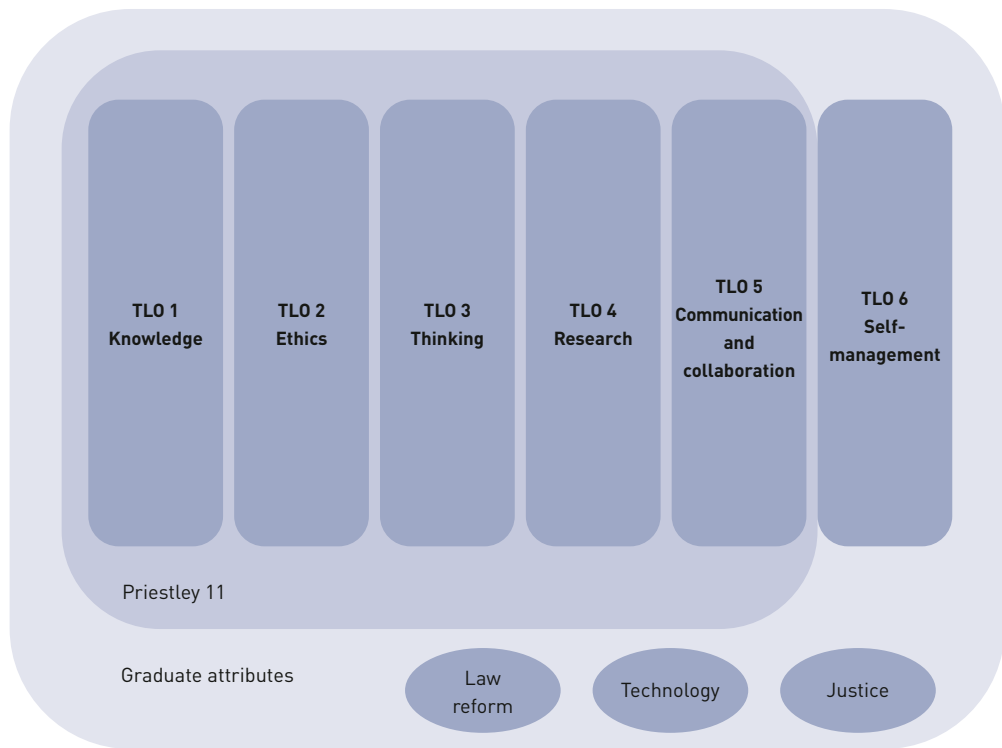 TLO 1
Knowledge
TLO 2
Ethics
TLO 3
Thinking
TLO 4
Research
TLO 5
Communication
and
collaboration
TLO 6
Self-
management
Priestley 11
Graduate attributes
Law
reform
Technology
Justice